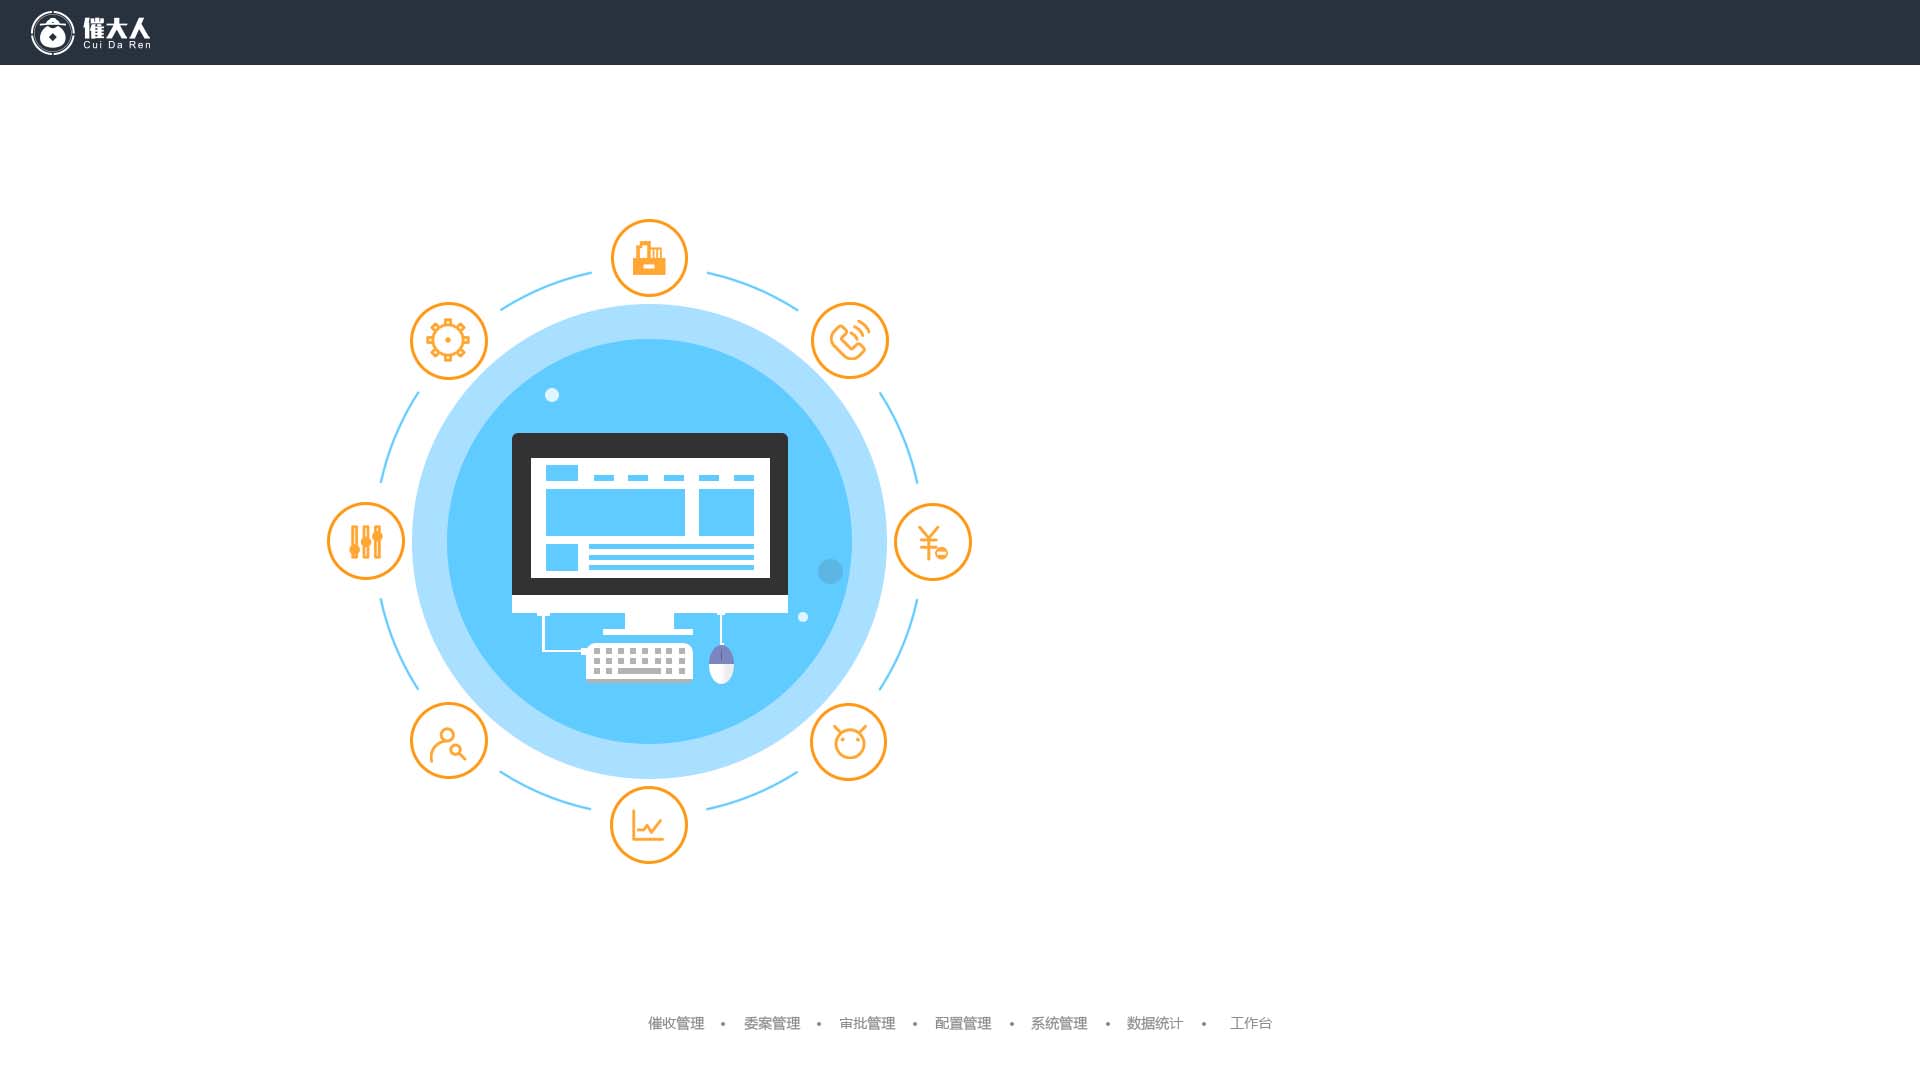 催大人
Cui Da Ren
催收管理 • 委案管理 • 审批管理 • 配置管理 • 系统管理 • 数据统计 • 工作台